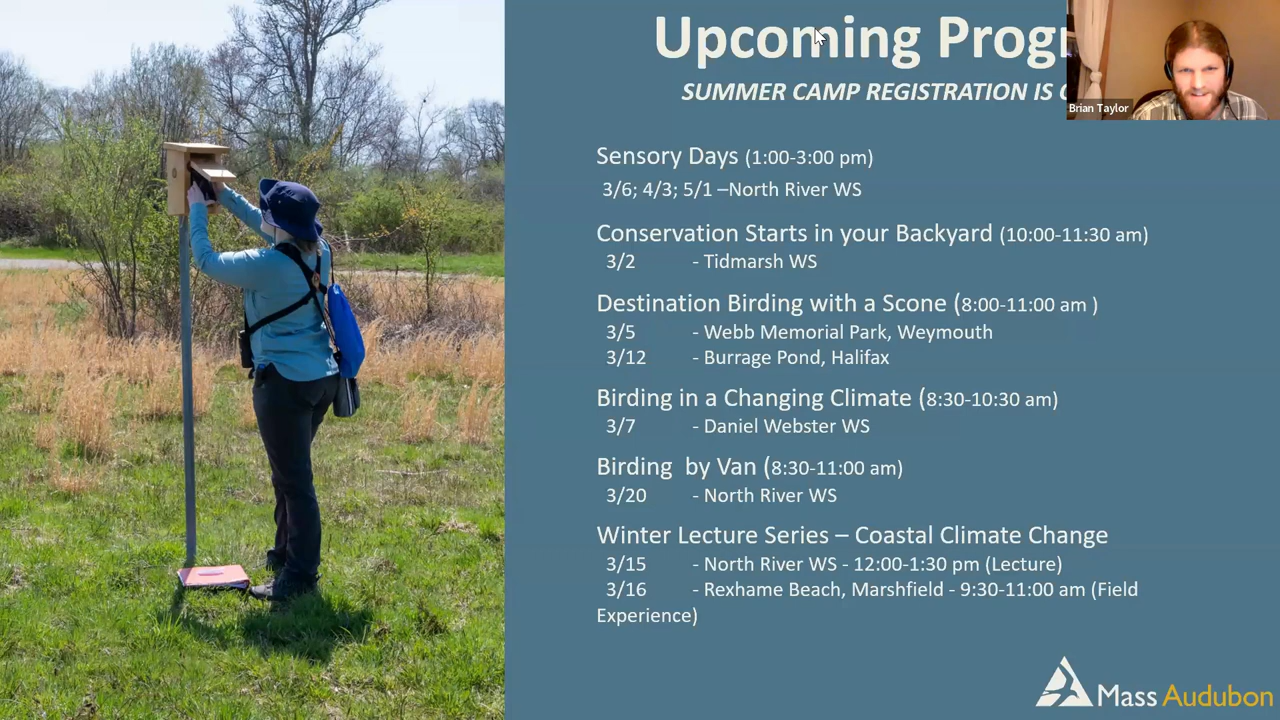 Upcoming Prog
SUMMER CAMP REGISTRATION IS
Brian Taylor
Sensory Days (1:00-3:00 pm)
3/6; 4/3; 5/1 –North River WS
Conservation Starts in your Backyard (10:00-11:30 am)
3/2 - Tidmarsh WS
Destination Birding with a Scone (8:00-11:00 am )
3/5 - Webb Memorial Park, Weymouth
3/12 - Burrage Pond, Halifax
Birding in a Changing Climate (8:30-10:30 am)
3/7 - Daniel Webster WS
Birding by Van (8:30-11:00 am)
3/20 - North River WS
Winter Lecture Series – Coastal Climate Change
3/15 - North River WS - 12:00-1:30 pm (Lecture)
3/16 - Rexhame Beach, Marshfield - 9:30-11:00 am (Field
Experience)
Mass Audubon